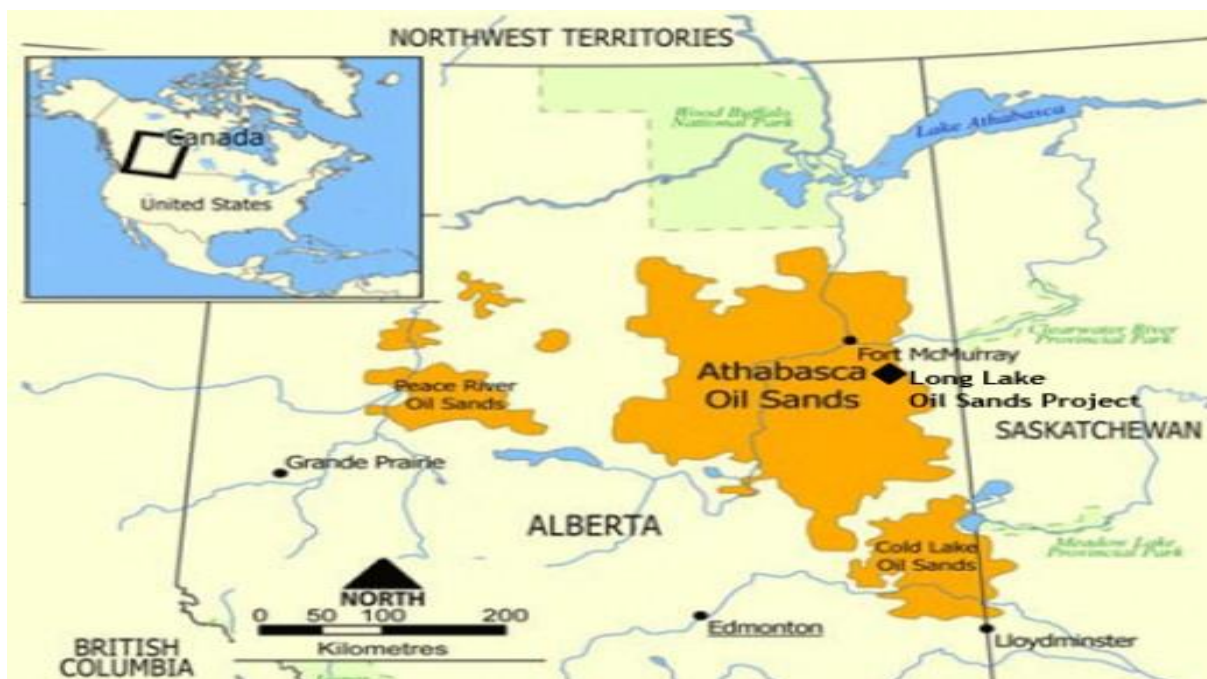 NORTHWEST TERRITORIES
Canada
United States
Wood Buffalo
National Park
Lake Athabasca
Clearwater River
Provincial Park
Fort McMurray
Athabasca
Oil Sands
Long Lake
Oil Sands Project
Peace River
Oil Sands
SASKATCHEWAN
Grande Prairie
ALBERTA
Cold Lake
Oil Sands
Meadow Lake
Provincial Park
NORTH
0 50 100 200
Kilometres
Edmonton
Lloydminster
BRITISH
COLUMBIA